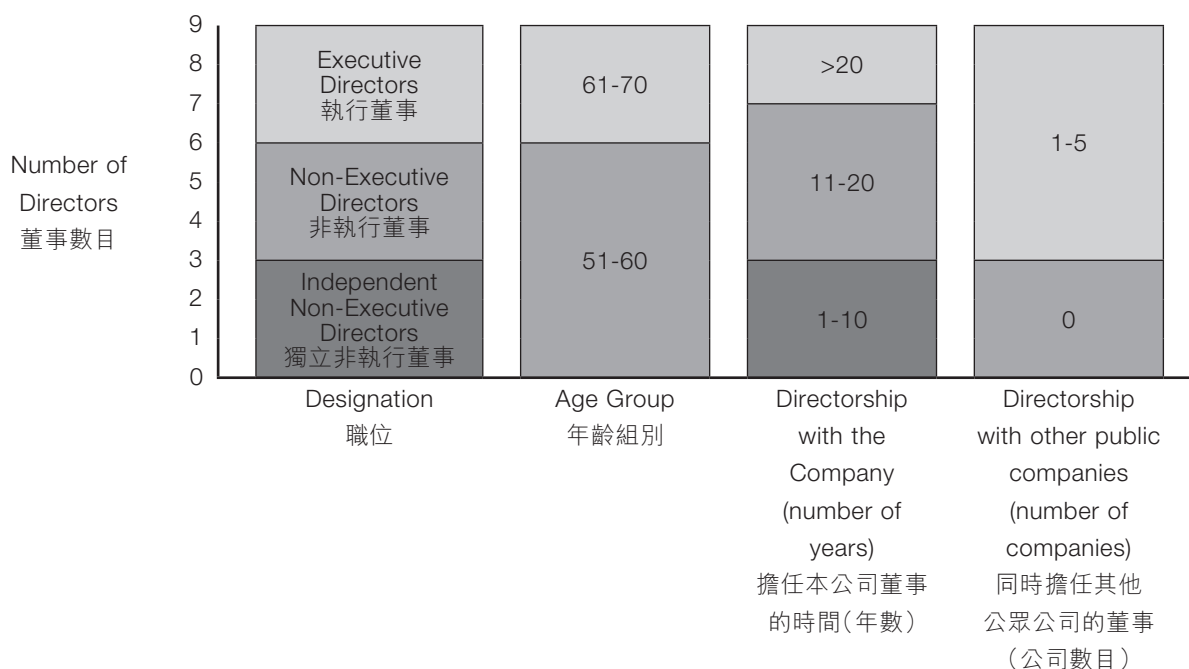 Number of
Directors
董事數目
9
8
7
6
5
4
3
2
1
0
Executive
Directors
執行董事
Non-Executive
Directors
非執行董事
Independent
Non-Executive
Directors
獨立非執行董事
61-70
51-60
>20
11-20
1-10
1-5
0
Designation
職位
Age Group
年齡組別
Directorship
with the
Company
(number of
years)
擔任本公司董事
的時間(年數)
Directorship
with other public
companies
(number of
companies)
同時擔任其他
公眾公司的董事
(公司數目)